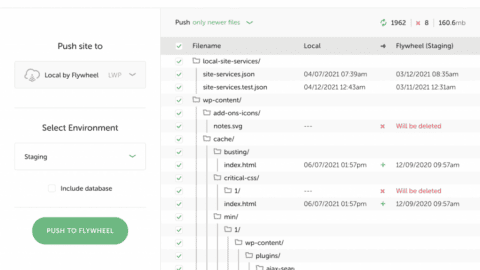 Push site to
Local by Flywheel LWP
Select Environment
Staging
Include database
PUSH TO FLYWHEEL
Push only newer files 1962 8 160.6mb
Filename Local Flywheel (Staging)
local-site-services/
site-services.json 04/07/2021 07:39am 03/12/2021 08:35am
site-services.test.json 04/12/2021 12:43am 03/11/2021 12:31am
wp-content/
add-ons-icons/
notes.svg --- Will be deleted
cache/
busting/
index.html 06/07/2021 01:57pm + 12/09/2020 09:57am
critical-css/
1/ --- Will be deleted
index.html 06/07/2021 01:57pm + 12/09/2020 09:57am
min/
1/
wp-content/
plugins/